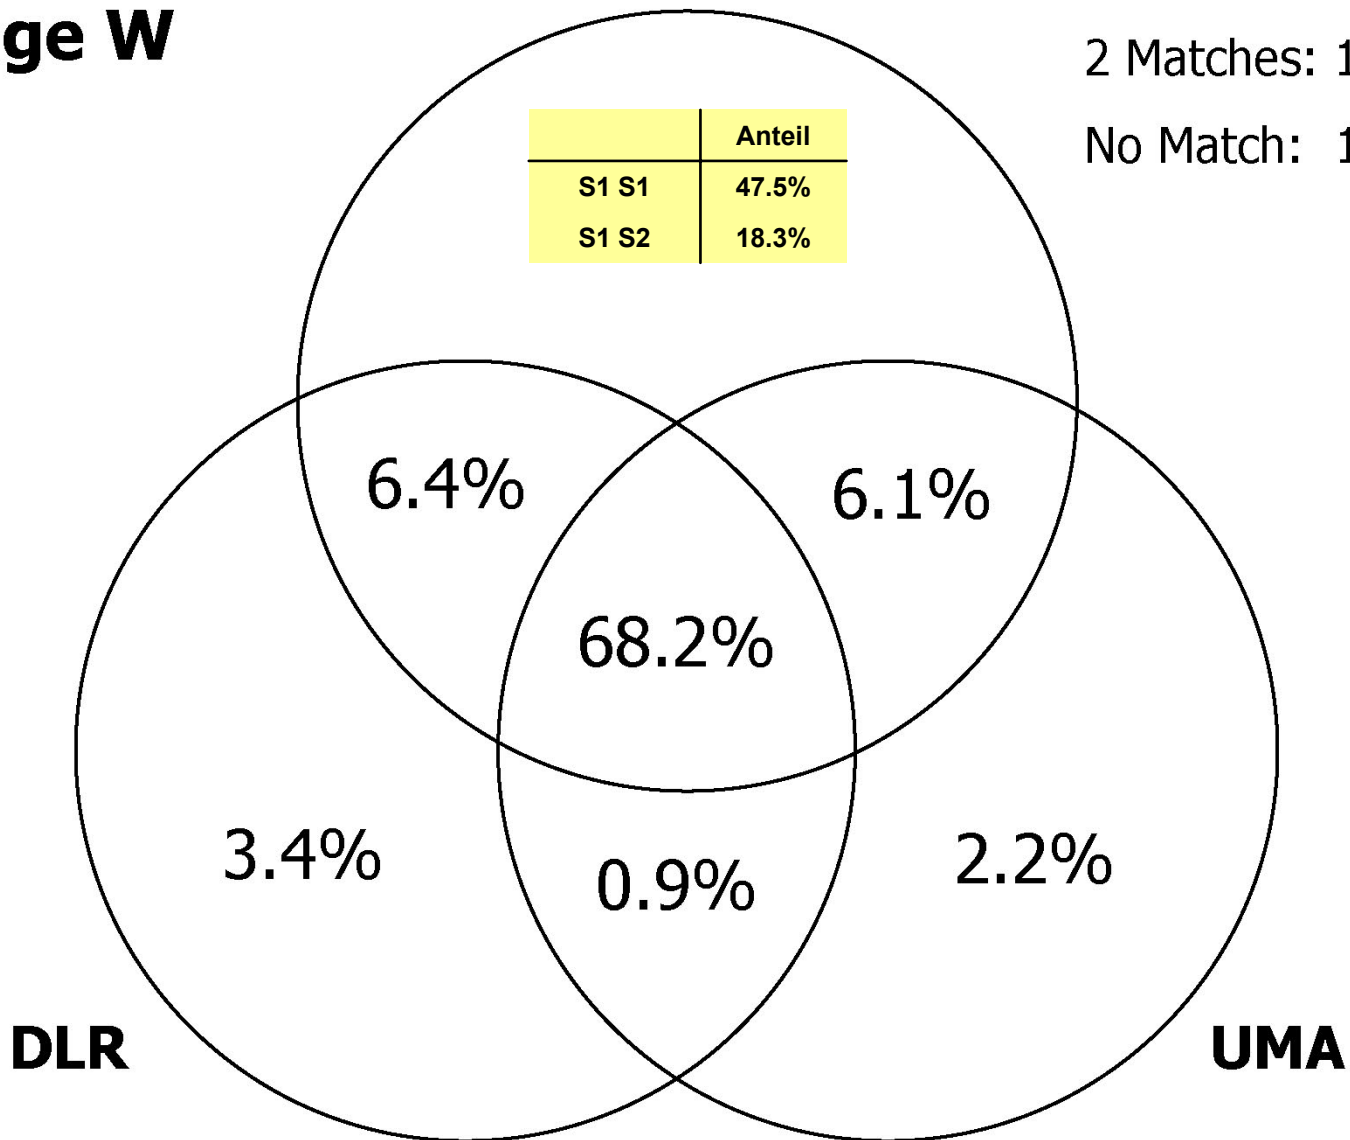 ge W
2 Matches: 1
No Match: 1
Anteil
S1 S1 47.5%
S1 S2 18.3%
6.4% 6.1%
68.2%
3.4% 0.9% 2.2%
DLR UMA